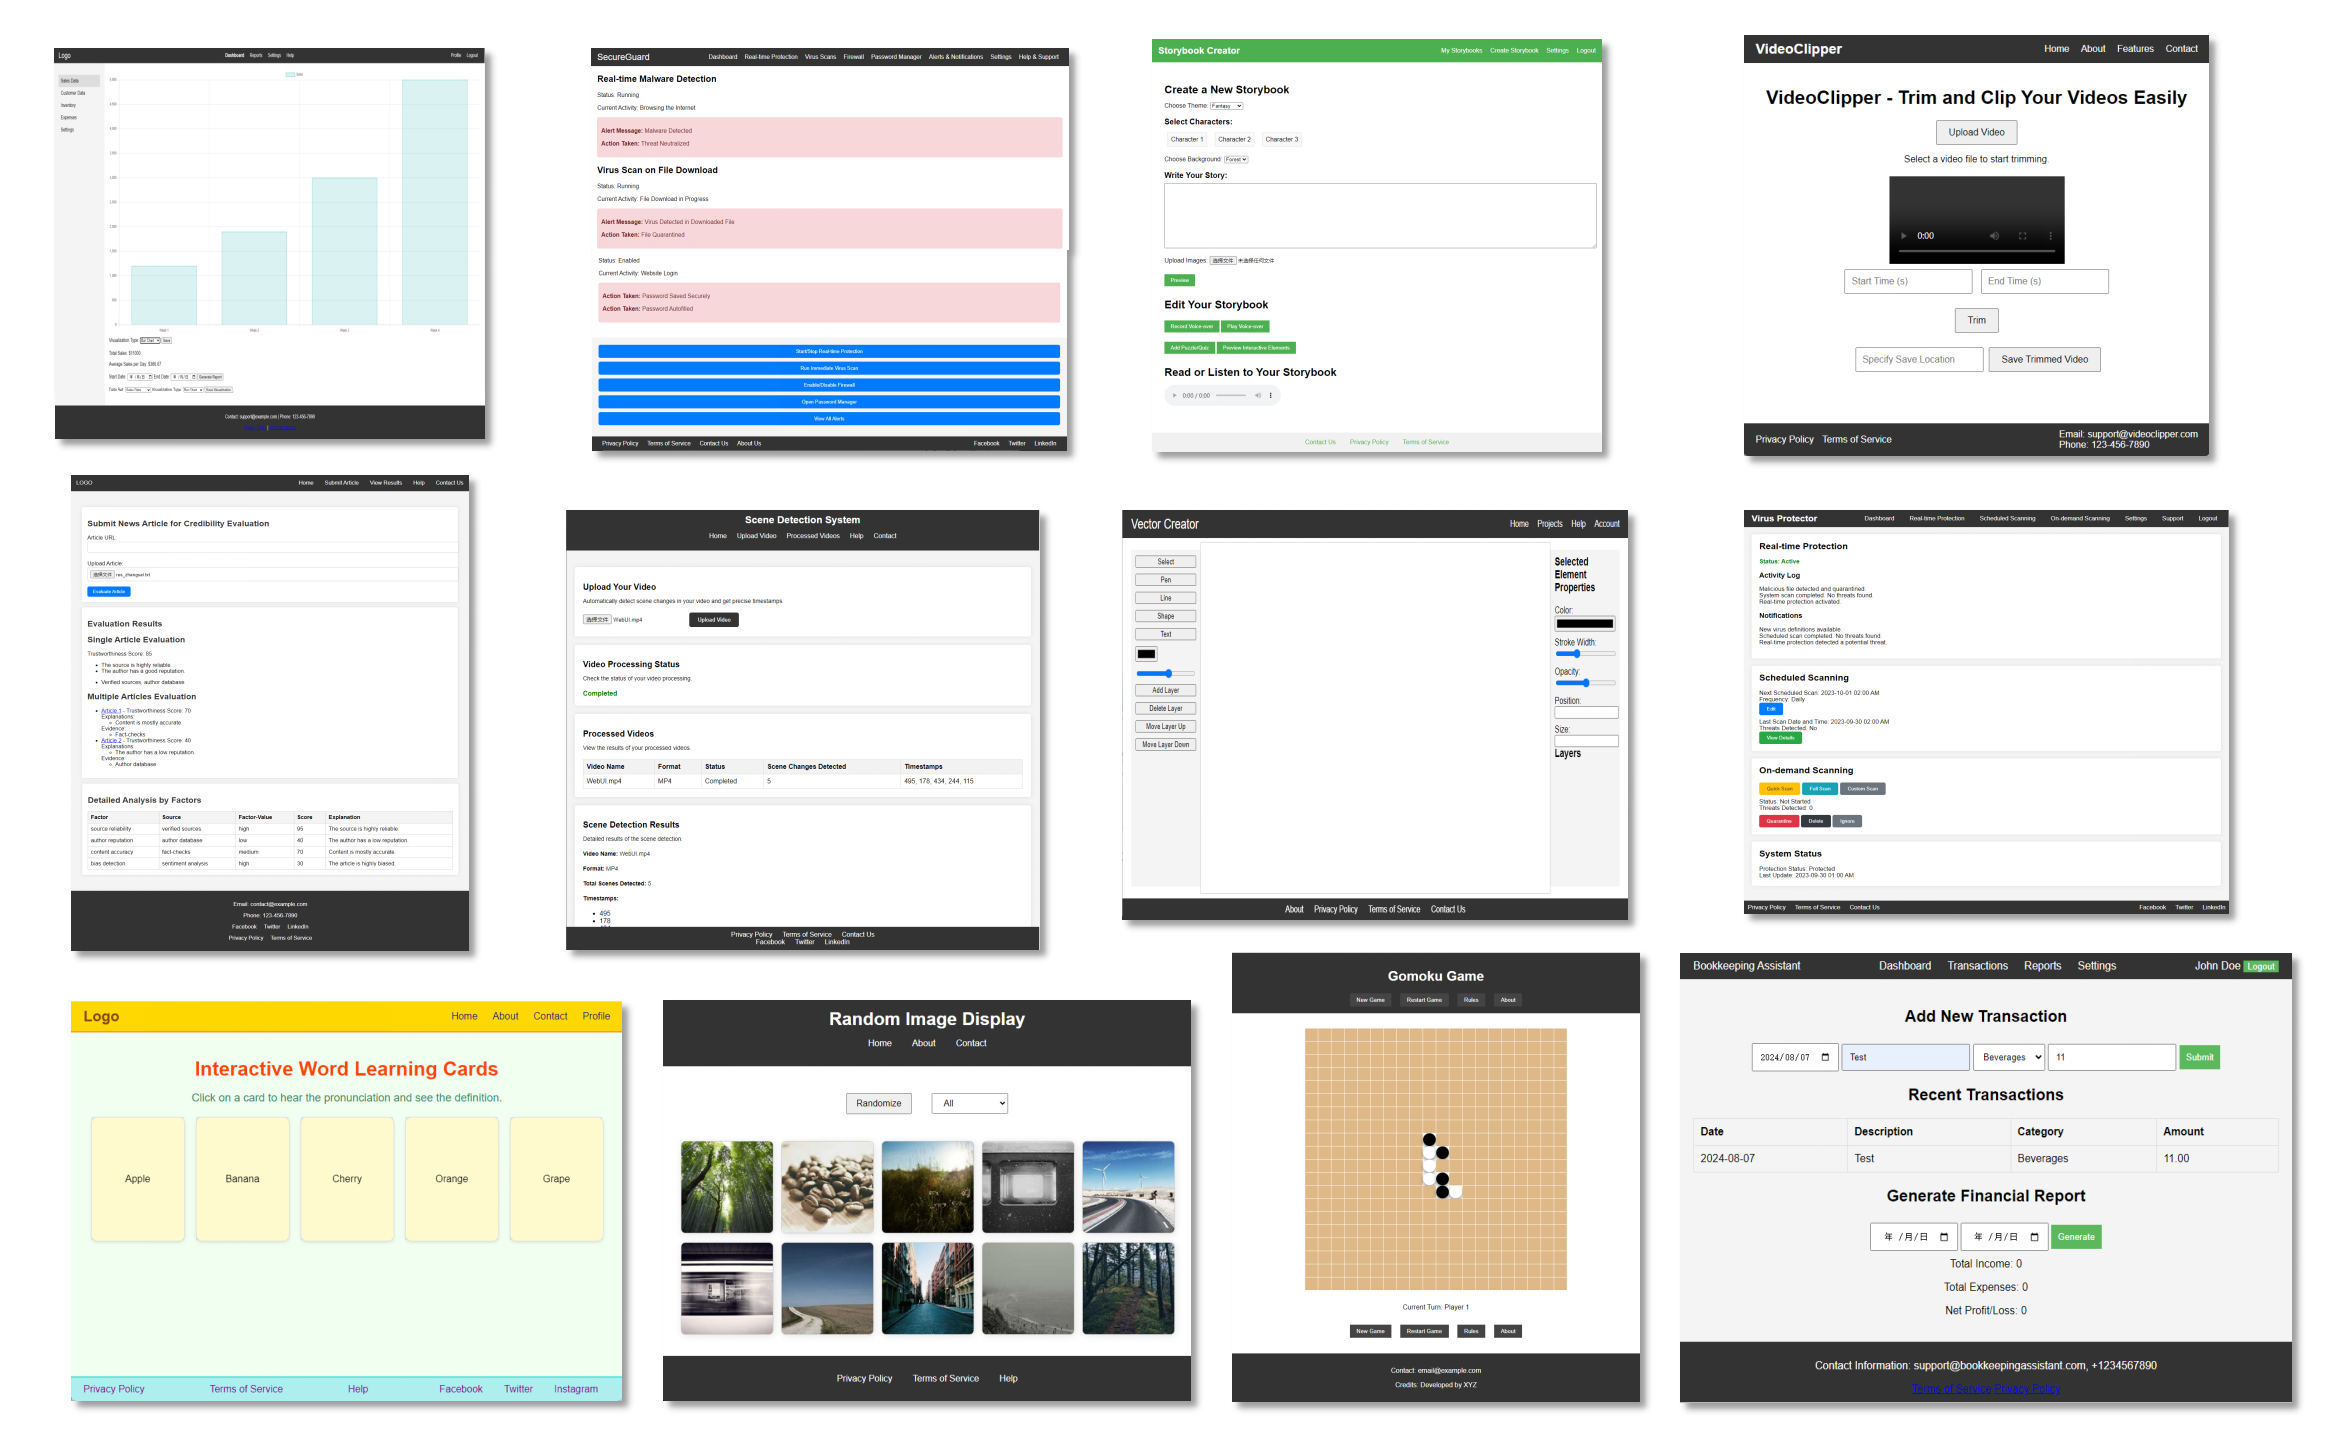 Logo
Dashboard Reports Settings Help
Profile Logout
Sales Data
Customer Data
Inventory
Expenses
Settings
Sales
Week 1 Week 2 Week 3 Week 4
Visualization Type: Bar Chart Save
Total Sales: $11000
Average Sales per Day: $366.67
Start Date: 年 /月/日 End Date: 年 /月/日 Generate Report
Visualization Type: Bar Chart Save Visualization
Contact: support@example.com | Phone: 123-456-7890
SecureGuard
Dashboard Real-time Protection Virus Scans Firewall Password Manager Alerts & Notifications Settings Help & Support
Real-time Malware Detection
Status: Running
Current Activity: Browsing the Internet
Alert Message: Malware Detected
Action Taken: Threat Neutralized
Virus Scan on File Download
Status: Running
Current Activity: File Download in Progress
Alert Message: Virus Detected in Downloaded File
Action Taken: File Quarantined
Status: Enabled
Current Activity: Website Login
Action Taken: Password Saved Securely
Action Taken: Password Autofilled
Start/Stop Real-time Protection
Run Immediate Virus Scan
Enable/Disable Firewall
Open Password Manager
View All Alerts
Privacy Policy Terms of Service Contact Us About Us
Facebook Twitter LinkedIn
Storybook Creator
My Storybooks Create Storybook Settings Logout
Create a New Storybook
Choose Theme: Fantasy
Select Characters:
Character 1 Character 2 Character 3
Choose Background: Forest
Write Your Story:
Upload Images: 选择文件 未选择任何文件
Preview
Edit Your Storybook
Record Voice-over Play Voice-over
Add Puzzle/Quiz Preview Interactive Elements
Read or Listen to Your Storybook
0:00 / 0:00
Contact Us Privacy Policy Terms of Service
VideoClipper
Home About Features Contact
VideoClipper - Trim and Clip Your Videos Easily
Upload Video
Select a video file to start trimming.
0:00
Start Time (s) End Time (s)
Trim
Specify Save Location Save Trimmed Video
Privacy Policy Terms of Service
Email: support@videoclipper.com
Phone: 123-456-7890
LOGO
Home Submit Article View Results Help Contact Us
Submit News Article for Credibility Evaluation
Article URL:
Upload Article:
选择文件 res_zhengwei.txt
Evaluate Article
Evaluation Results
Single Article Evaluation
Trustworthiness Score: 85
The source is highly reliable.
The author has a good reputation.
Verified sources, author database
Multiple Articles Evaluation
Article 1 - Trustworthiness Score: 70
Explanations:
Content is mostly accurate.
Evidence:
Fact-checks
Article 2 - Trustworthiness Score: 40
Explanations:
The author has a low reputation.
Evidence:
Author database
Detailed Analysis by Factors
Factor Source Factor-Value Score Explanation
source reliability verified sources high 95 The source is highly reliable
author reputation author database low 40 The author has a low reputation
content accuracy fact-checks medium 70 Content is mostly accurate.
bias detection sentiment analysis high 30 The article is highly biased.
Email: contact@example.com
Phone: 123-456-7890
Facebook Twitter LinkedIn
Privacy Policy Terms of Service
Scene Detection System
Home Upload Video Processed Videos Help Contact
Upload Your Video
Automatically detect scene changes in your video and get precise timestamps.
选择文件 WebUI.mp4 Upload Video
Video Processing Status
Check the status of your video processing.
Completed
Processed Videos
View the results of your processed videos.
Video Name Format Status Scene Changes Detected Timestamps
WebUI.mp4 MP4 Completed 5 495, 178, 434, 244, 115
Scene Detection Results
Detailed results of the scene detection.
Video Name: WebUI.mp4
Format: MP4
Total Scenes Detected: 5
Timestamps:
495
178
Privacy Policy Terms of Service Contact Us
Facebook Twitter LinkedIn
Vector Creator
Home Projects Help Account
Select
Pen
Line
Shape
Text
Add Layer
Delete Layer
Move Layer Up
Move Layer Down
Selected
Element
Properties
Color:
Stroke Width:
Opacity:
Position:
Size:
Layers
About Privacy Policy Terms of Service Contact Us
Virus Protector
Dashboard Real-time Protection Scheduled Scanning On-demand Scanning Settings Support Logout
Real-time Protection
Status: Active
Activity Log
Malicious file detected and quarantined.
System scan completed. No threats found.
Real-time protection activated.
Notifications
New virus definitions available.
Scheduled scan completed. No threats found.
Real-time protection detected a potential threat.
Scheduled Scanning
Next Scheduled Scan: 2023-10-01 02:00 AM
Frequency: Daily
Edit
Last Scan Date and Time: 2023-09-30 02:00 AM
Threats Detected: No
View Details
On-demand Scanning
Quick Scan Full Scan Custom Scan
Status: Not Started
Threats Detected: 0
Quarantine Delete Ignore
System Status
Protection Status: Protected
Last Update: 2023-09-30 01:00 AM
Privacy Policy Terms of Service Contact Us
Facebook Twitter LinkedIn
Logo
Home About Contact Profile
Interactive Word Learning Cards
Click on a card to hear the pronunciation and see the definition.
Apple Banana Cherry Orange Grape
Privacy Policy Terms of Service Help Facebook Twitter Instagram
Random Image Display
Home About Contact
Randomize All
Privacy Policy Terms of Service Help
Gomoku Game
New Game Restart Game Rules About
Current Turn: Player 1
New Game Restart Game Rules About
Contact: email@example.com
Credits: Developed by XYZ
Bookkeeping Assistant
Dashboard Transactions Reports Settings
John Doe Logout
Add New Transaction
2024/08/07 Test Beverages 11 Submit
Recent Transactions
Date Description Category Amount
2024-08-07 Test Beverages 11.00
Generate Financial Report
年 /月/日 年 /月/日 Generate
Total Income: 0
Total Expenses: 0
Net Profit/Loss: 0
Contact Information: support@bookkeepingassistant.com, +1234567890
Terms of Service Privacy Policy